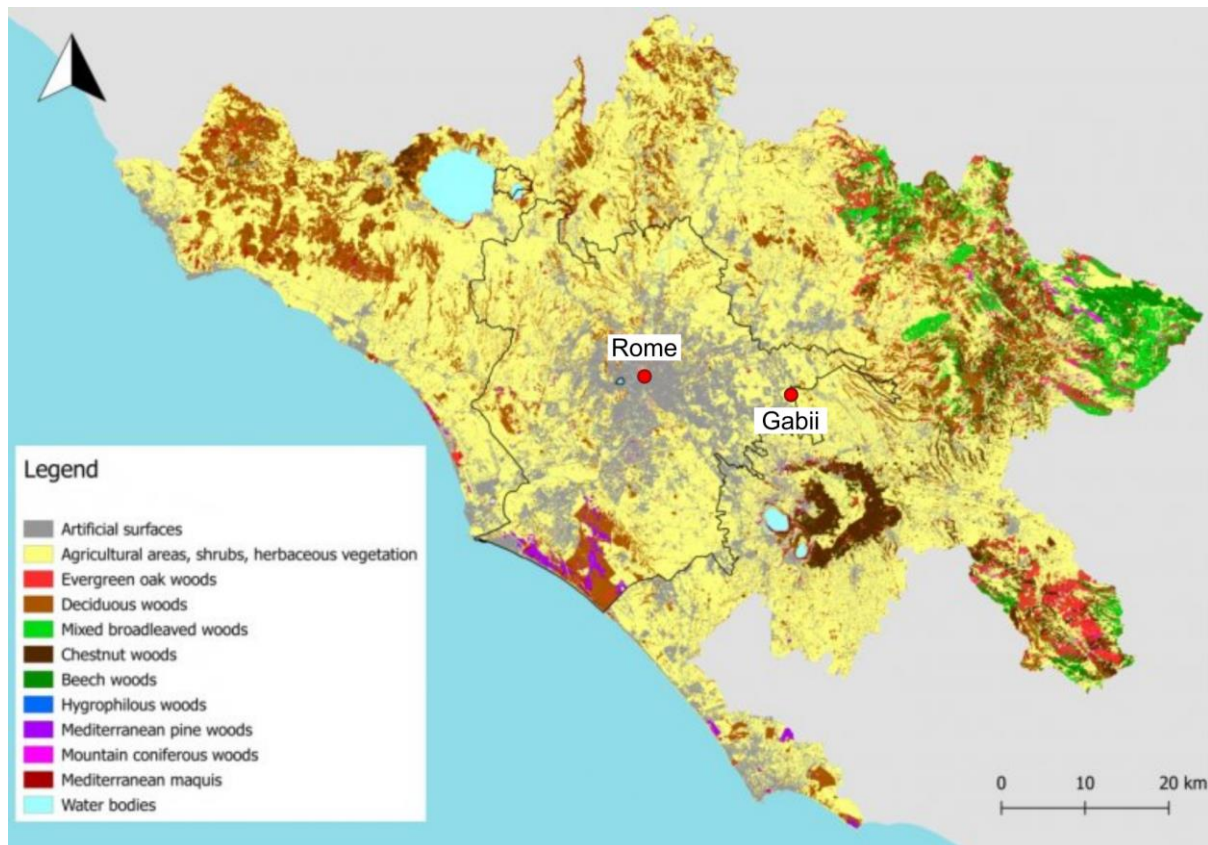 Rome
Gabii
Legend
Artificial surfaces
Agricultural areas, shrubs, herbaceous vegetation
Evergreen oak woods
Deciduous woods
Mixed broadleaved woods
Chestnut woods
Beech woods
Hygrophilous woods
Mediterranean pine woods
Mountain coniferous woods
Mediterranean maquis
Water bodies
0 10 20 km